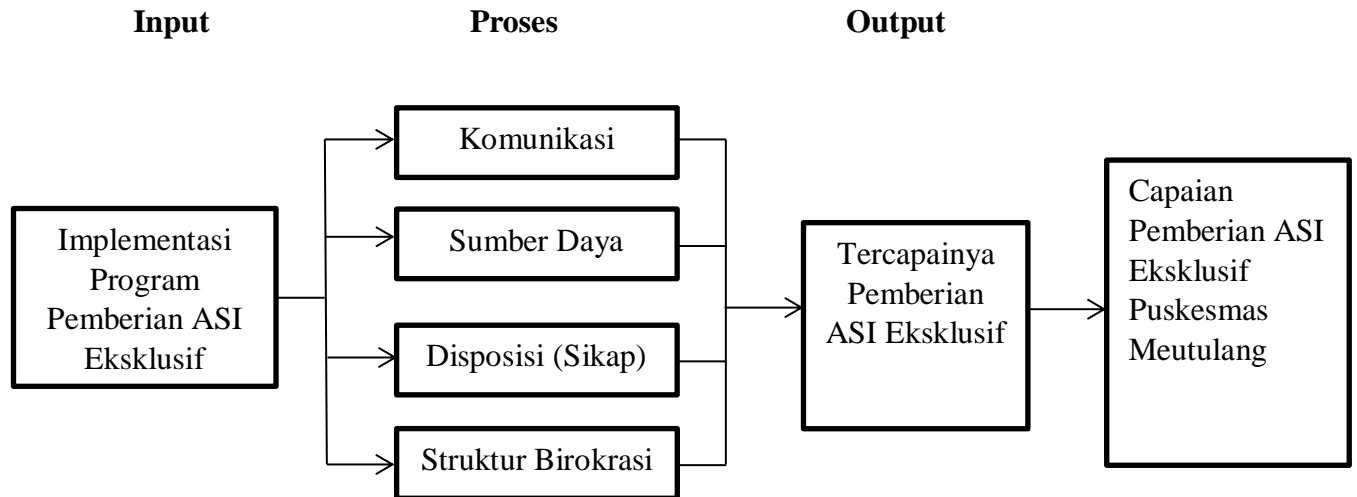 Input Proses Output
Implementasi
Program
Pemberian ASI
Eksklusif
Komunikasi
Sumber Daya
Disposisi (Sikap)
Struktur Birokrasi
Tercapainya
Pemberian
ASI Eksklusif
Capaian
Pemberian ASI
Eksklusif
Puskesmas
Meutulang